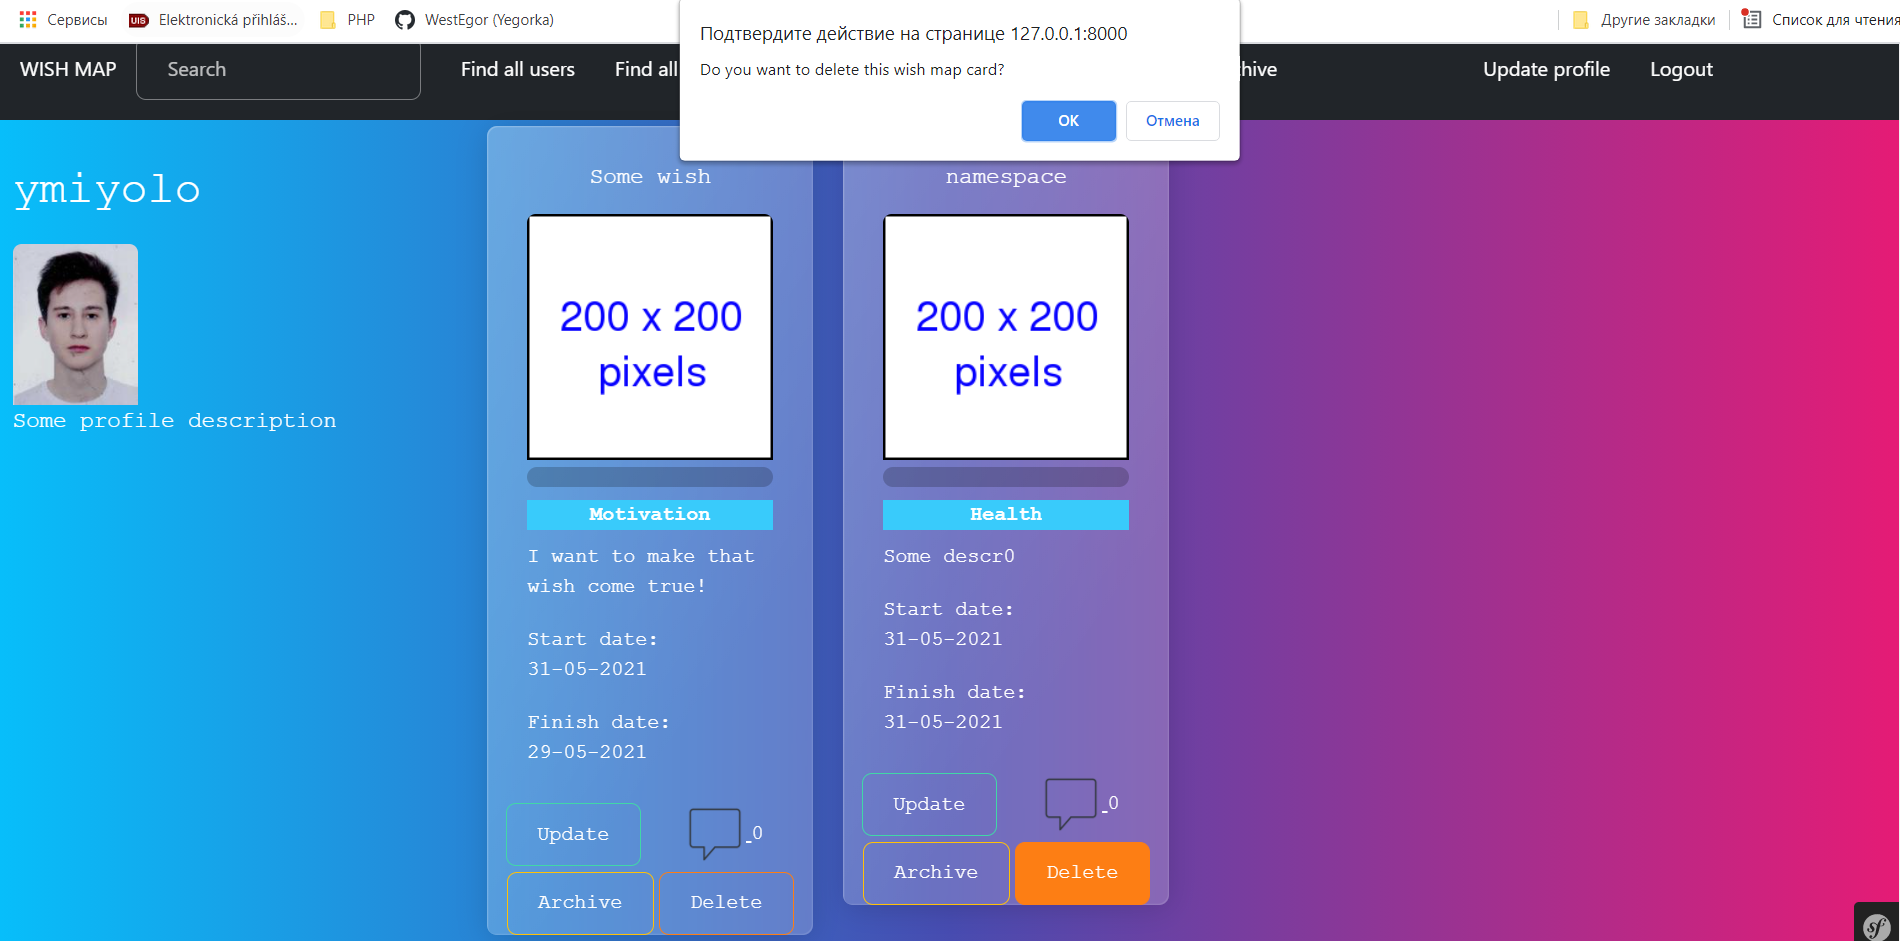 Сервисы
UIS Elektronická přihláš...
PHP
WestEgor (Yegorka)
Другие закладки
Список для чтения
Подтвердите действие на странице 127.0.0.1:8000
Do you want to delete this wish map card?
OK
Отмена
WISH MAP
Search
Find all users
Find all
hive
Update profile
Logout
ymiyolo
Some profile description
Some wish
200 x 200
pixels
Motivation
I want to make that
wish come true!
Start date:
31-05-2021
Finish date:
29-05-2021
Update
0
Archive
Delete
namespace
200 x 200
pixels
Health
Some descr0
Start date:
31-05-2021
Finish date:
31-05-2021
Update
0
Archive
Delete
sf